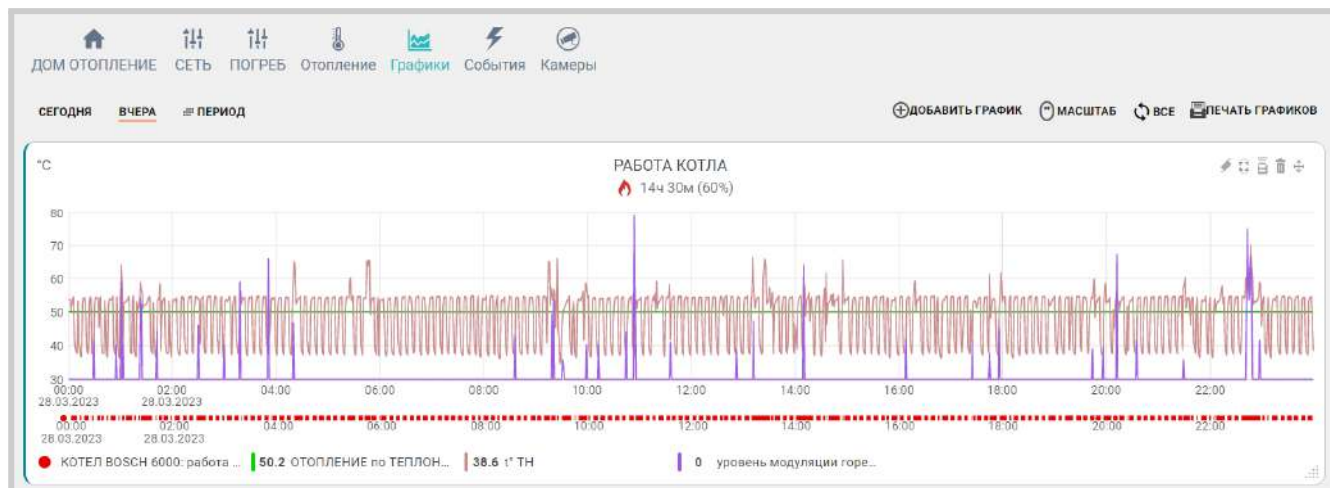 ДОМ ОТОПЛЕНИЕ СЕТЬ ПОГРЕБ Отопление Графики События Камеры
СЕГОДНЯ ВЧЕРА ПЕРИОД ДОБАВИТЬ ГРАФИК МАСШТАБ ВСЕ ПЕЧАТЬ ГРАФИКОВ
°C РАБОТА КОТЛА
14ч 30м (60%)
80
70
60
50
40
30
00:00 02:00 04:00 06:00 08:00 10:00 12:00 14:00 16:00 18:00 20:00 22:00
28.03.2023 28.03.2023
00:00 02:00 04:00 06:00 08:00 10:00 12:00 14:00 16:00 18:00 20:00 22:00
28.03.2023 28.03.2023
КОТЕЛ BOSCH 6000: работа ... 50.2 ОТОПЛЕНИЕ по ТЕПЛОН... 38.6 t° ТН 0 уровень модуляции горе...